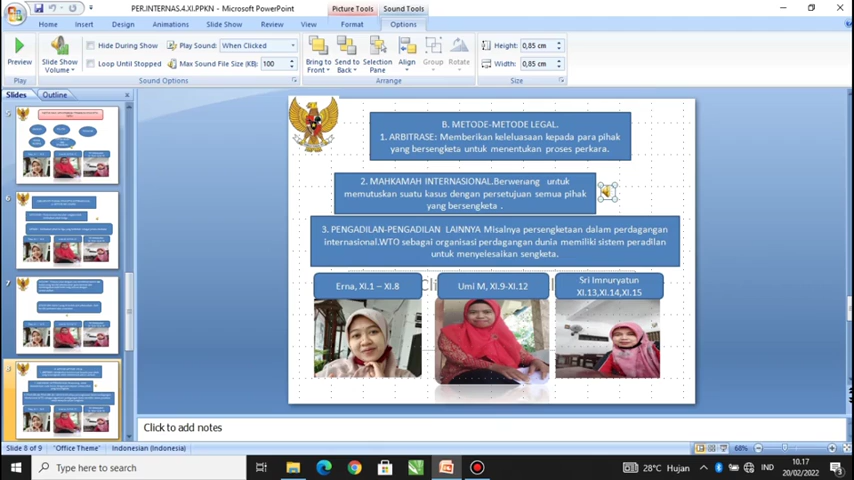 PER.INTERNAS.4.XI.PPKN - Microsoft PowerPoint
Picture Tools
Sound Tools
Home
Insert
Design
Animations
Slide Show
Review
View
Format
Options
Preview
Play
Slide Show
Volume
Hide During Show
Loop Until Stopped
Play Sound:
When Clicked
Max Sound File Size (KB):
100
Sound Options
Bring to
Front
Send to
Back
Selection
Pane
Align
Group
Rotate
Arrange
Height:
0,85 cm
Width:
0,85 cm
Size
Slides
Outline
5
6
7
8
B. METODE-METODE LEGAL.
1. ARBITRASE: Memberikan keleluasaan kepada para pihak
yang bersengketa untuk menentukan proses perkara.
2. MAHKAMAH INTERNASIONAL.Berwenang untuk
memutuskan suatu kasus dengan persetujuan semua pihak
yang bersengketa .
3. PENGADILAN-PENGADILAN LAINNYA Misalnya persengketaan dalam perdagangan
internasional.WTO sebagai organisasi perdagangan dunia memiliki sistem peradilan
untuk menyelesaikan sengketa.
Erna, XI.1 – XI.8
Umi M, XI.9-XI.12
Sri Imnuryatun
XI.13,XI.14,XI.15
Click to add notes
Slide 8 of 9
"Office Theme"
Indonesian (Indonesia)
68%
Type here to search
28°C Hujan
IND
10.17
20/02/2022
3